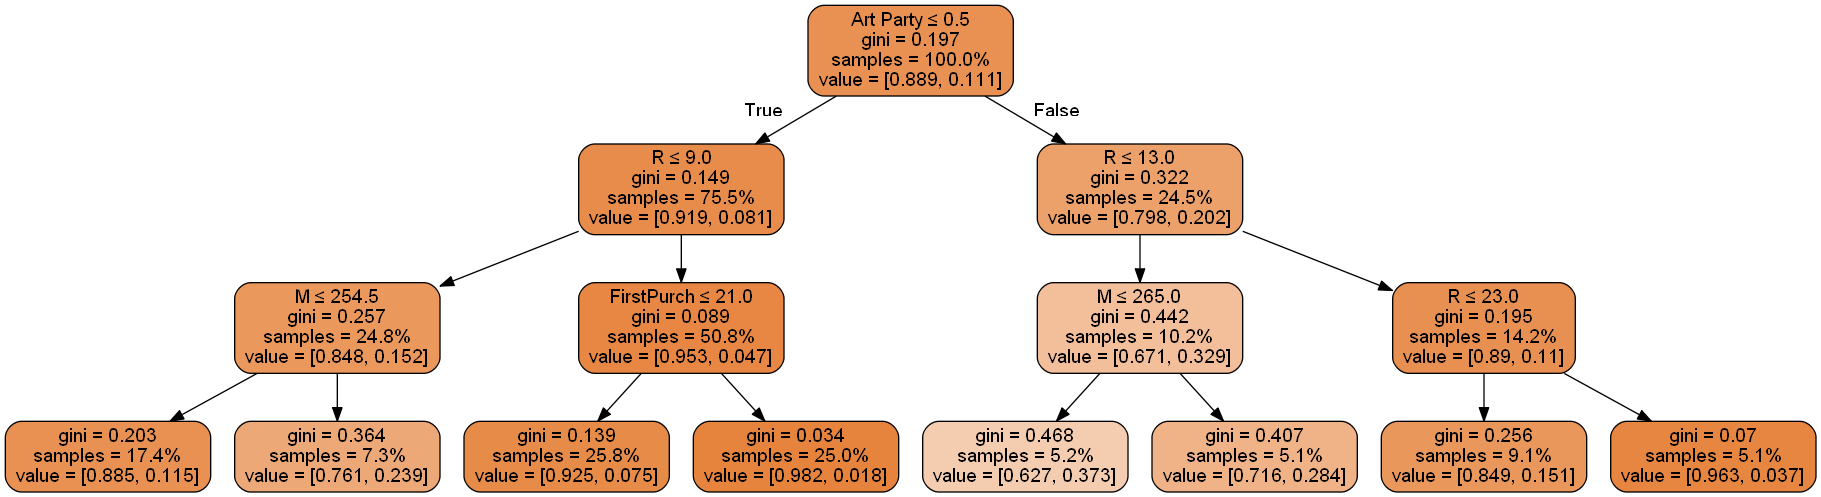 Art Party ≤ 0.5
gini = 0.197
samples = 100.0%
value = [0.889, 0.111]
True
False
R ≤ 9.0
gini = 0.149
samples = 75.5%
value = [0.919, 0.081]
R ≤ 13.0
gini = 0.322
samples = 24.5%
value = [0.798, 0.202]
M ≤ 254.5
gini = 0.257
samples = 24.8%
value = [0.848, 0.152]
FirstPurch ≤ 21.0
gini = 0.089
samples = 50.8%
value = [0.953, 0.047]
M ≤ 265.0
gini = 0.442
samples = 10.2%
value = [0.671, 0.329]
R ≤ 23.0
gini = 0.195
samples = 14.2%
value = [0.89, 0.11]
gini = 0.203
samples = 17.4%
value = [0.885, 0.115]
gini = 0.364
samples = 7.3%
value = [0.761, 0.239]
gini = 0.139
samples = 25.8%
value = [0.925, 0.075]
gini = 0.034
samples = 25.0%
value = [0.982, 0.018]
gini = 0.468
samples = 5.2%
value = [0.627, 0.373]
gini = 0.407
samples = 5.1%
value = [0.716, 0.284]
gini = 0.256
samples = 9.1%
value = [0.849, 0.151]
gini = 0.07
samples = 5.1%
value = [0.963, 0.037]